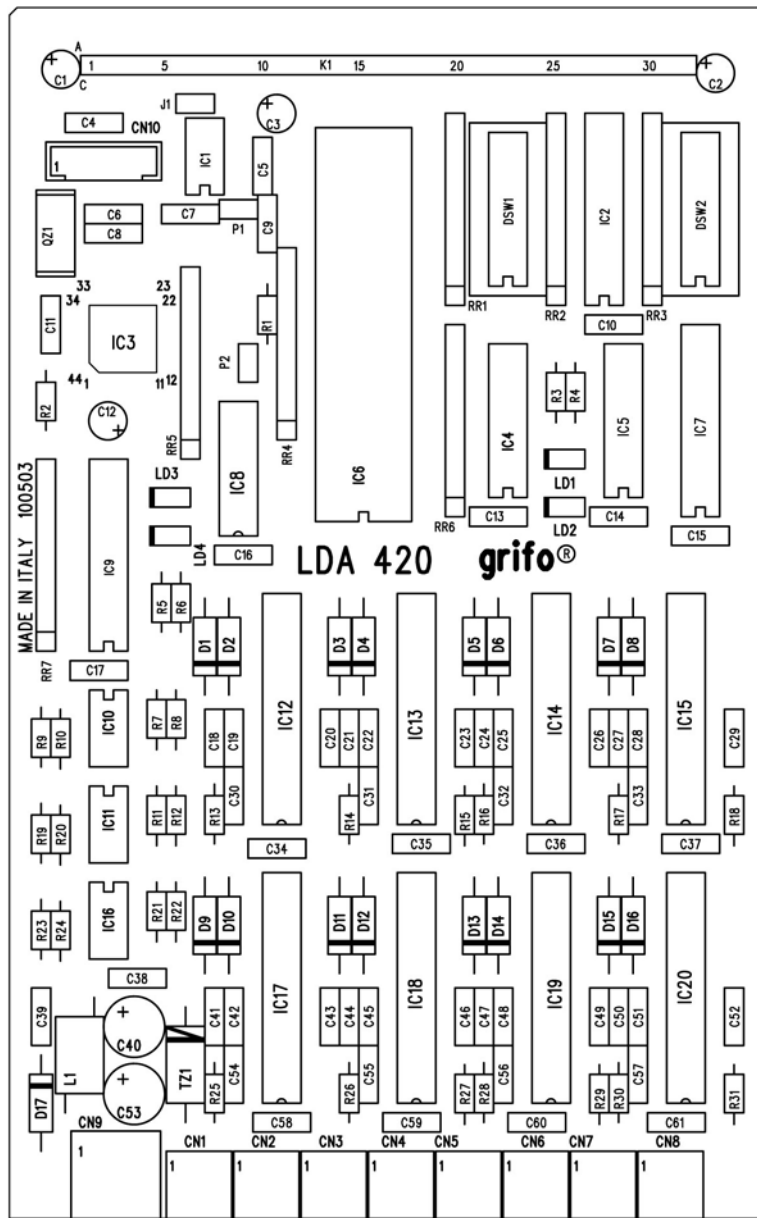 A
1 5 10 K1 15 20 25 30
C
C1
C2
J1
C3
C4
CN10
1
IC1
C5
QZ1
C6
C8
C7
P1
C9
DSW1
IC2
DSW2
33 23
34 22
C11
IC3
44 1 11 12
R1
P2
R2
C12
RR5
RR4
RR1
RR2
RR3
C10
R3
R4
IC4
IC5
IC7
IC6
IC8
LD3
LD4
LD1
LD2
RR6
C13
C14
C15
C16
MADE IN ITALY 100503
IC9
LDA 420 grifo®
R5
R6
RR7
C17
D1
D2
IC12
D3
D4
IC13
D5
D6
IC14
D7
D8
IC15
R9
R10
IC10
R7
R8
C18
C19
C20
C21
C22
C23
C24
C25
C26
C27
C28
C29
R19
R20
IC11
R11
R12
R13
C30
R14
C31
R15
R16
C32
R17
C33
R18
C34
C35
C36
C37
R23
R24
IC16
R21
R22
D9
D10
IC17
D11
D12
IC18
D13
D14
IC19
D15
D16
IC20
C38
C39
L1
C40
TZ1
C41
C42
C43
C44
C45
C46
C47
C48
C49
C50
C51
C52
D17
C53
R25
C54
R26
C55
R27
R28
C56
R29
R30
C57
R31
C58
C59
C60
C61
CN9
CN1
CN2
CN3
CN4
CN5
CN6
CN7
CN8
1 1 1 1 1 1 1 1 1